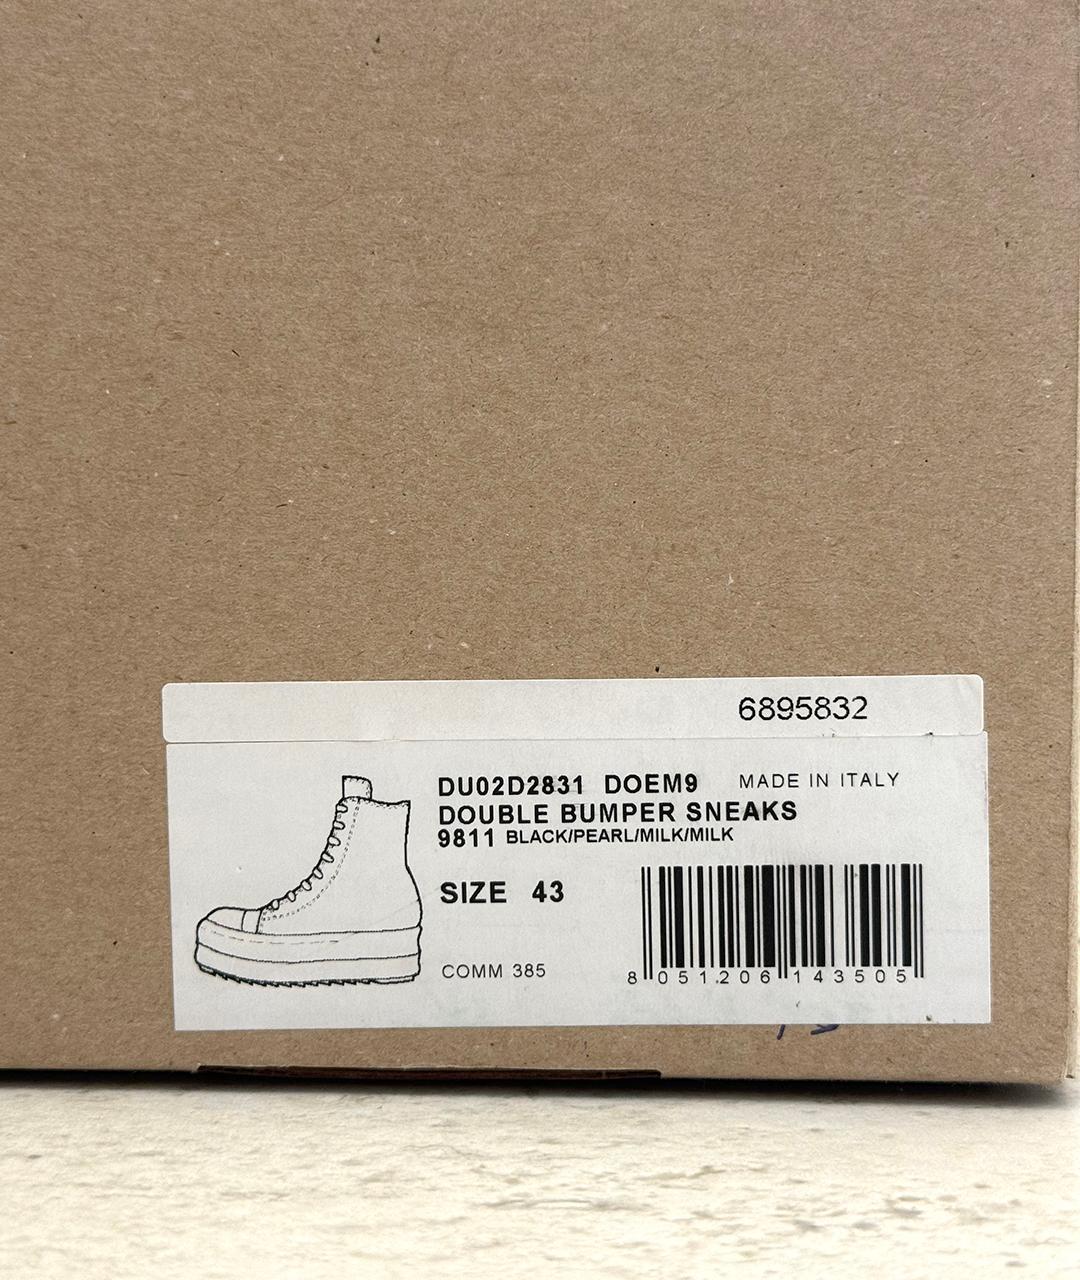 6895832
DU02D2831 DOEM9 MADE IN ITALY
DOUBLE BUMPER SNEAKS
9811 BLACK/PEARL/MILK/MILK
SIZE 43
COMM 385
8 051206 143505